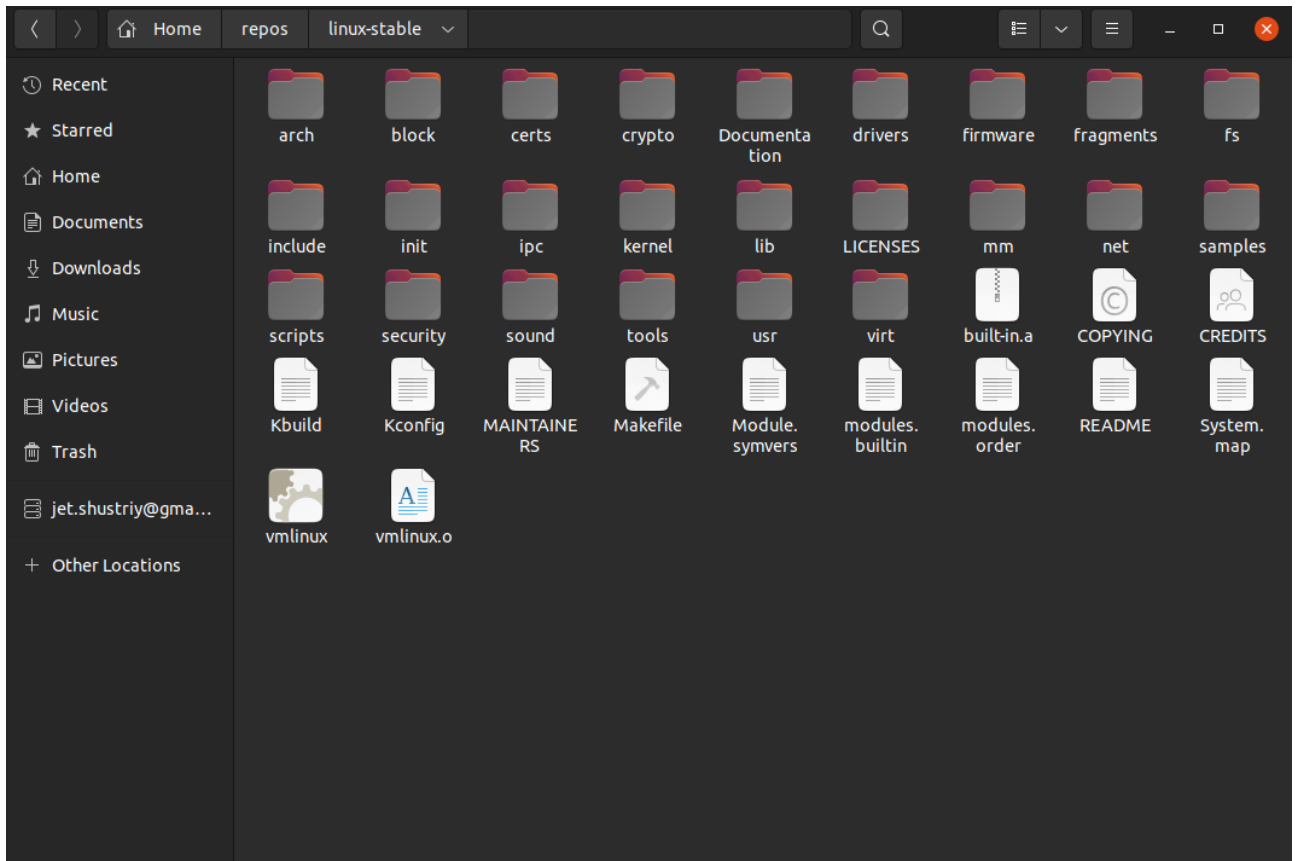 Home repos linux-stable
Recent
Starred
Home
Documents
Downloads
Music
Pictures
Videos
Trash
jet.shustriy@gma...
Other Locations
arch block certs crypto Documenta drivers firmware fragments fs
tion
include init ipc kernel lib LICENSES mm net samples
scripts security sound tools usr virt built-in.a COPYING CREDITS
Kbuild Kconfig MAINTAINE Makefile Module. modules. modules. README System.
RS symvers builtin order map
vmlinux vmlinux.o